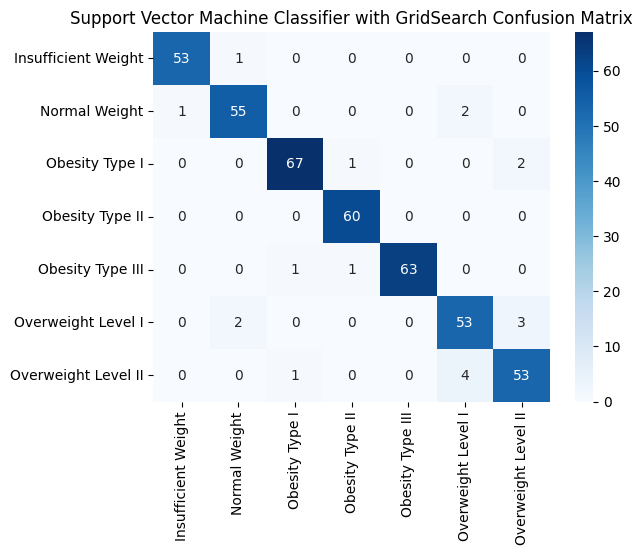 Support Vector Machine Classifier with GridSearch Confusion Matrix
Insufficient Weight 53 1 0 0 0 0 0
Normal Weight 1 55 0 0 0 2 0
Obesity Type I 0 0 67 1 0 0 2
Obesity Type II 0 0 0 60 0 0 0
Obesity Type III 0 0 1 1 63 0 0
Overweight Level I 0 2 0 0 0 53 3
Overweight Level II 0 0 1 0 0 4 53
Insufficient Weight
Normal Weight
Obesity Type I
Obesity Type II
Obesity Type III
Overweight Level I
Overweight Level II
60
50
40
30
20
10
0